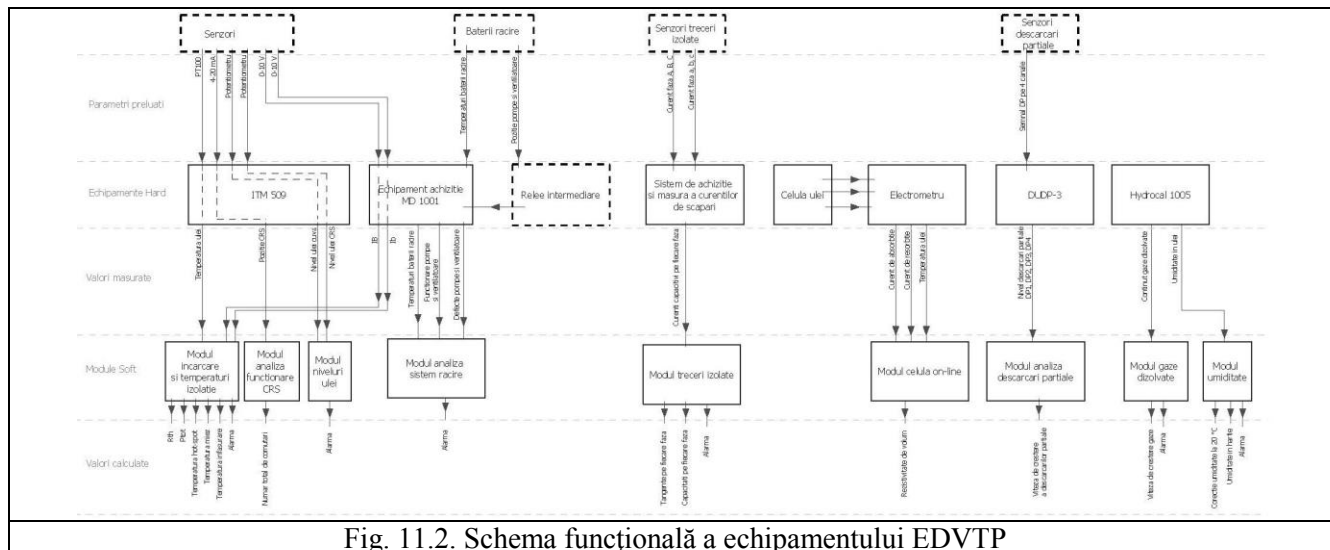 Senzori
Baterii racire
Senzori treceri
izolate
Senzori
descarcari
partiale
Parametri preluati
PT100
4-20 mA
Potentiometru
Potentiometru
0-10 V
0-10 V
Temperaturi baterii racire
Pozitie pompe si ventilatoare
Curent faza A, B, C
Curent faza a, b, c
Semnal DP pe 4 canale
Echipamente Hard
ITM 509
Echipament achizitie
MD 1001
Relee intermediare
Sistem de achizitie
si masura a curentilor
de scapari
Celula ulei
Electrometru
DUDP-3
Hydrocal 1005
Valori masurate
Temperatura ulei
Pozitie CRS
Nivel ulei cuva
Nivel ulei CRS
IB
Ib
Temperaturi baterii racire
Functionare pompe
si ventilatoare
Defecte pompe si ventilatoare
Curenti capacitivi pe fiecare faza
Curent de absorbtie
Curent de resorbtie
Temperatura ulei
Nivel descarcari partiale
DP1, DP2, DP3, DP4
Continut gaze dizolvate
Umiditate in ulei
Module Soft
Modul
incarcare
si temperaturi
izolatie
Modul
analiza
functionare
CRS
Modul
niveluri
ulei
Modul analiza
sistem racire
Modul treceri izolate
Modul celula on-line
Modul analiza
descarcari partiale
Modul gaze
dizolvate
Modul
umiditate
Valori calculate
Rth
Ptot
Temperatura hot-spot
Temperatura miez
Temperatura infasurare
Alarma
Numar total de comutari
Alarma
Alarma
Tangente pe fiecare faza
Capacitati pe fiecare faza
Alarma
Rezistivitate de volum
Viteza de crestere
a descarcarilor partiale
Viteza de crestere gaze
Alarma
Corectie umiditate la 20 °C
Umiditate in hartie
Alarma
Fig. 11.2. Schema funcțională a echipamentului EDVTP